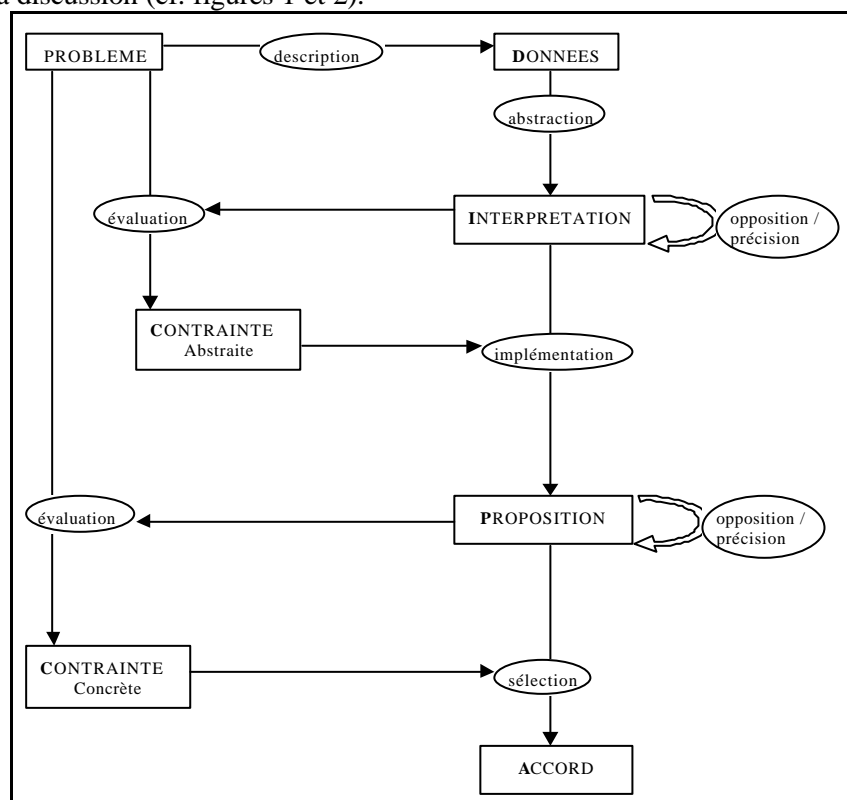 a discussion (cf. figures 1 et 2).
PROBLEME
description
DONNEES
abstraction
évaluation
INTERPRETATION
opposition /
précision
CONTRAINTE
Abstraite
implémentation
évaluation
PROPOSITION
opposition /
précision
CONTRAINTE
Concrète
sélection
ACCORD